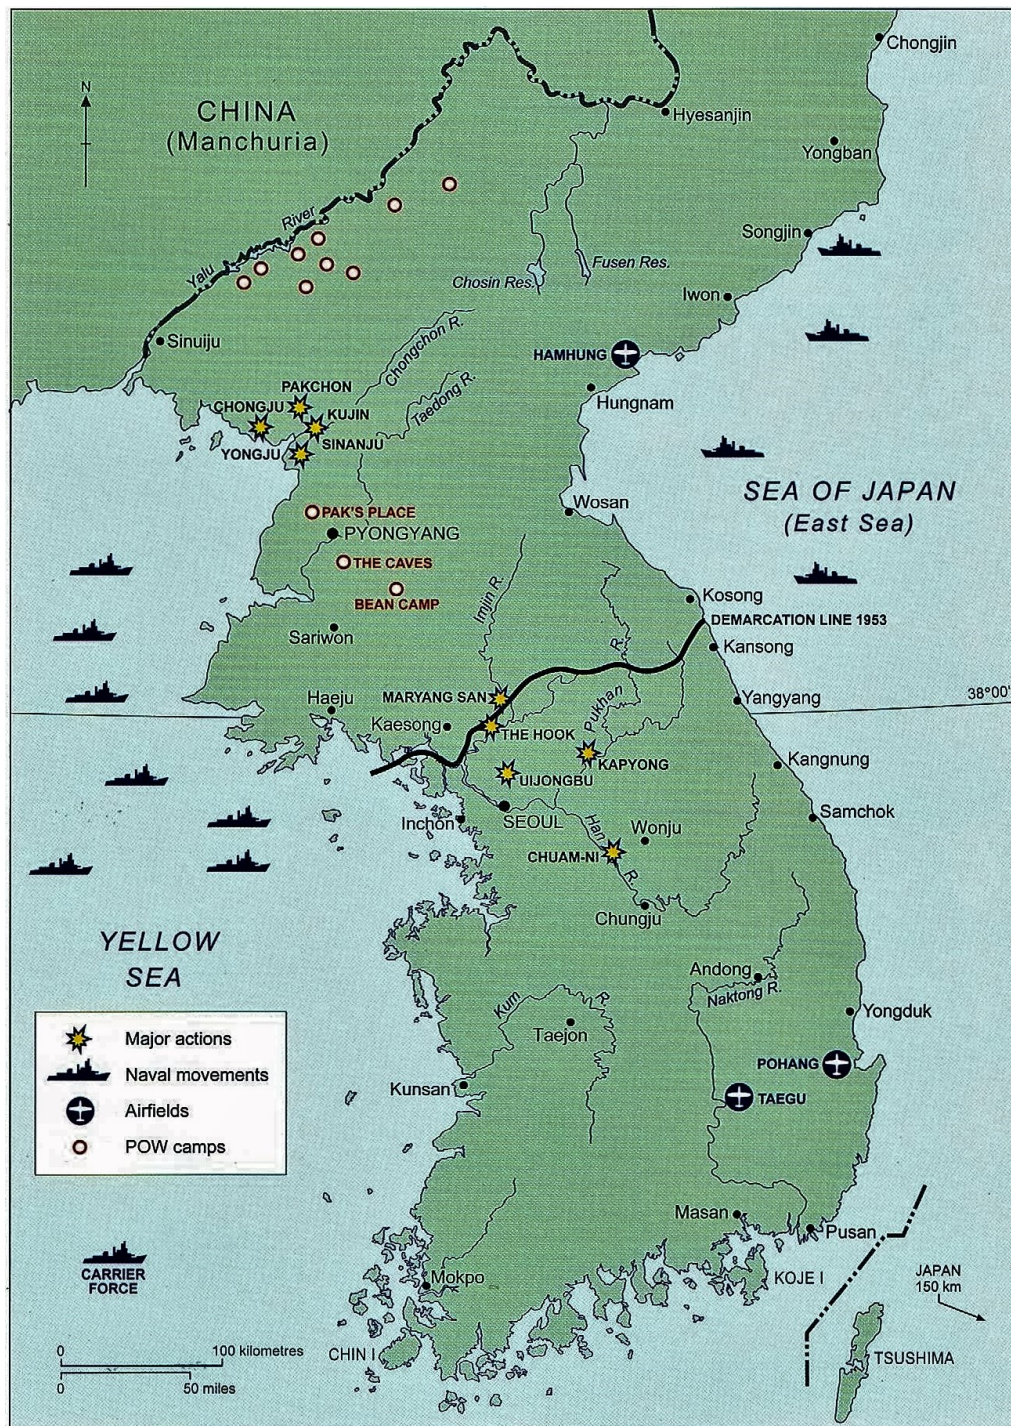 Chongjin
N
CHINA
(Manchuria)
Hyesanjin
Yongban
River
Yalu
Songjin
Fusen Res.
Chosin Res.
Iwon
Sinuiju
Chongchon R.
HAMHUNG
Taedong R.
Hungnam
PAKCHON
CHONGJU
KUJIN
SINANJU
YONGJU
SEA OF JAPAN
(East Sea)
Wosan
PAK'S PLACE
PYONGYANG
THE CAVES
BEAN CAMP
Imjin R.
Kosong
DEMARCATION LINE 1953
Sariwon
Kansong
R.
Pukhan
MARYANG SAN
Haeju
Yangyang
38°00'
Kaesong
THE HOOK
KAPYONG
Kangnung
UIJONGBU
SEOUL
Samchok
Inchon
Han
R.
Wonju
CHUAM-NI
Chungju
YELLOW
SEA
Andong
Naktong R.
Kum
R.
Yongduk
Taejon
Major actions
Naval movements
Airfields
POW camps
POHANG
TAEGU
Kunsan
Masan
Pusan
CARRIER
FORCE
Mokpo
KOJE I
JAPAN
150 km
CHIN I
TSUSHIMA
0
100 kilometres
0
50 miles